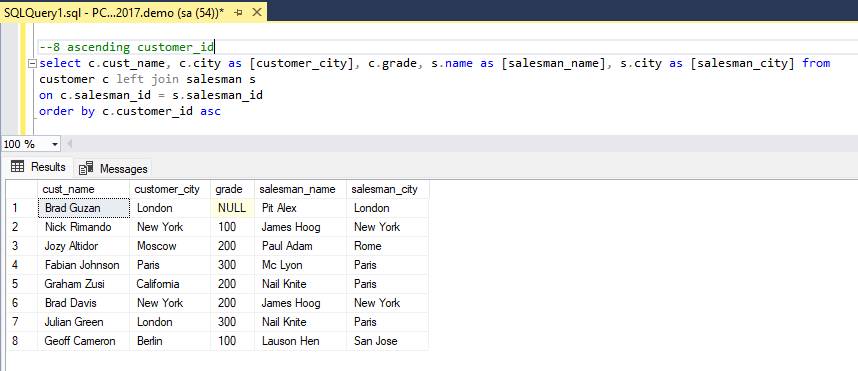 SQLQuery1.sql - PC...2017.demo (sa (54))*
--8 ascending customer_id
select c.cust_name, c.city as [customer_city], c.grade, s.name as [salesman_name], s.city as [salesman_city] from
customer c left join salesman s
on c.salesman_id = s.salesman_id
order by c.customer_id asc
100 %
Results Messages
cust_name customer_city grade salesman_name salesman_city
1 Brad Guzan London NULL Pit Alex London
2 Nick Rimando New York 100 James Hoog New York
3 Jozy Altidor Moscow 200 Paul Adam Rome
4 Fabian Johnson Paris 300 Mc Lyon Paris
5 Graham Zusi California 200 Nail Knite Paris
6 Brad Davis New York 200 James Hoog New York
7 Julian Green London 300 Nail Knite Paris
8 Geoff Cameron Berlin 100 Lauson Hen San Jose